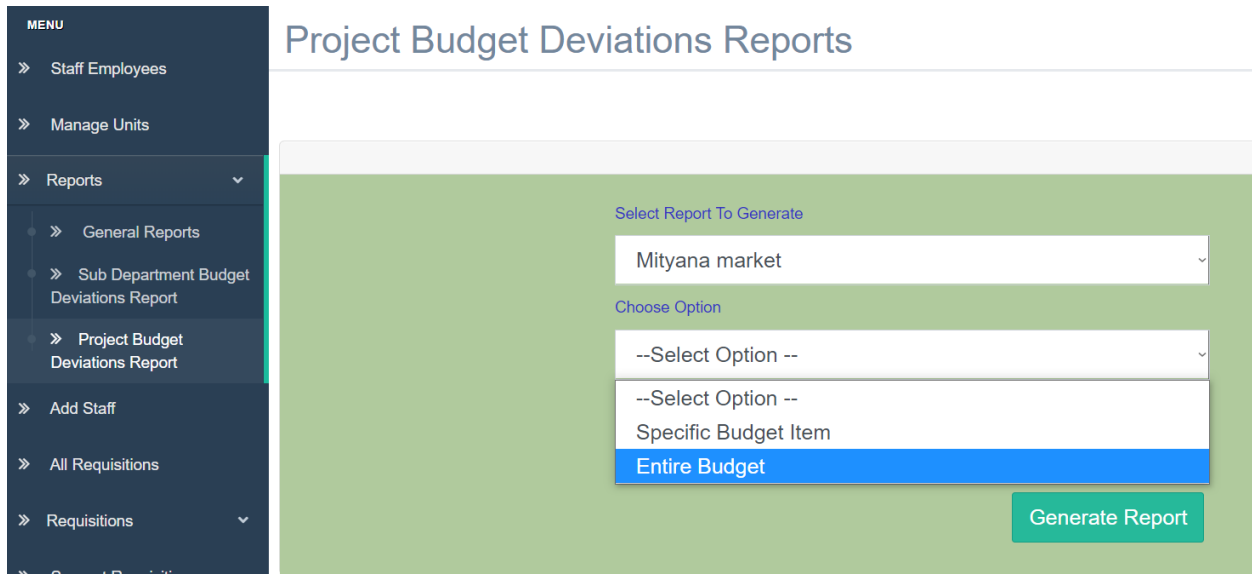 MENU
Staff Employees
Manage Units
Reports
General Reports
Sub Department Budget
Deviations Report
Project Budget
Deviations Report
Add Staff
All Requisitions
Requisitions
Project Budget Deviations Reports
Select Report To Generate
Mityana market
Choose Option
--Select Option --
--Select Option --
Specific Budget Item
Entire Budget
Generate Report